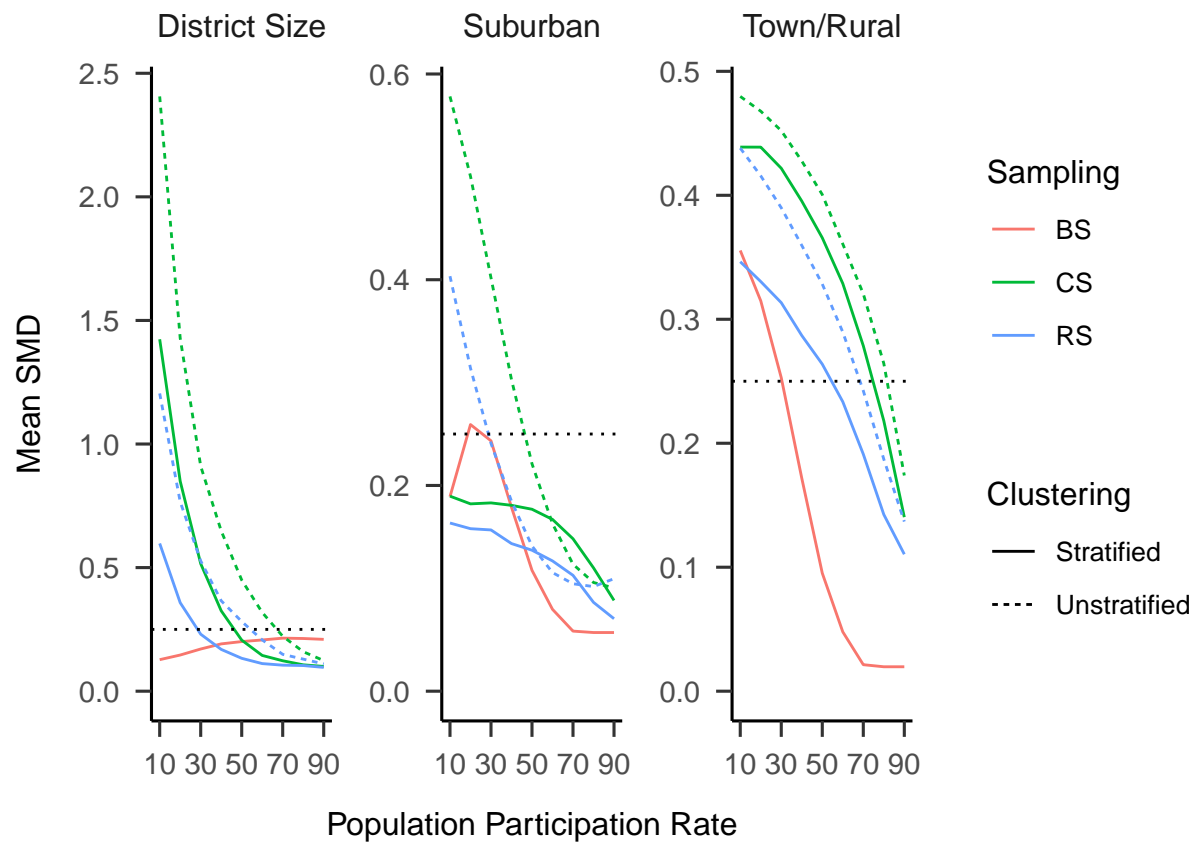 District Size
Suburban
Town/Rural
2.5
2.0
1.5
1.0
0.5
0.0
0.6
0.4
0.2
0.0
0.5
0.4
0.3
0.2
0.1
0.0
10 30 50 70 90
10 30 50 70 90
10 30 50 70 90
Mean SMD
Population Participation Rate
Sampling
BS
CS
RS
Clustering
Stratified
Unstratified